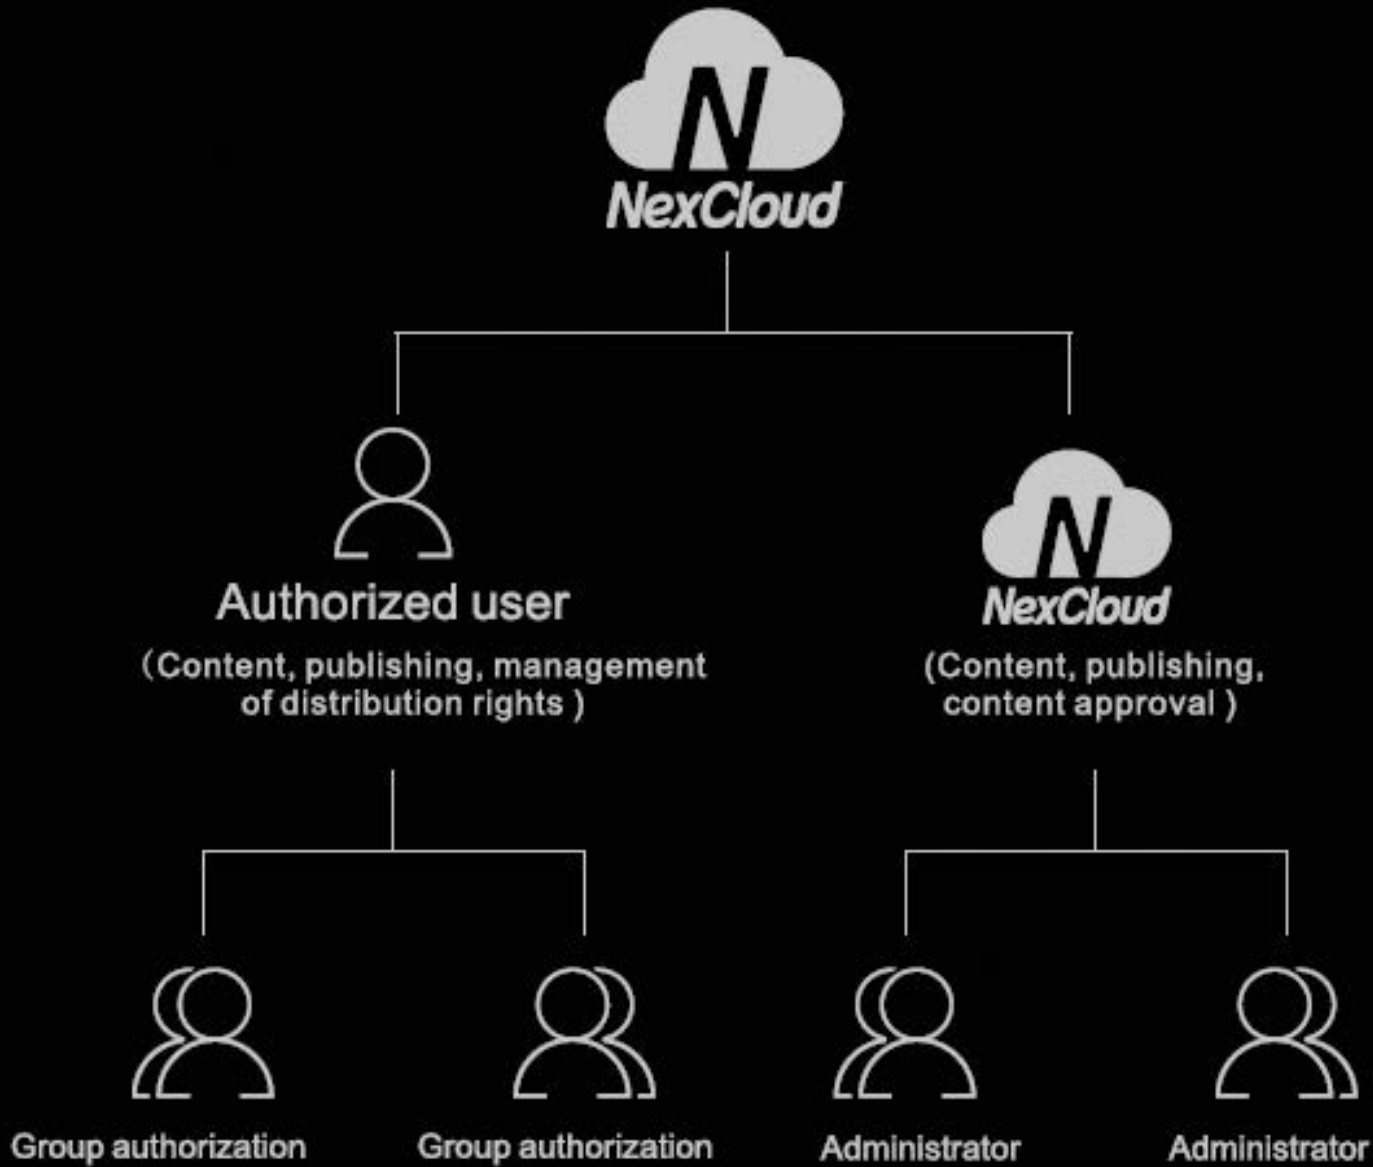 N
NexCloud
Authorized user
(Content, publishing, management
of distribution rights )
N
NexCloud
(Content, publishing,
content approval )
Group authorization
Group authorization
Administrator
Administrator